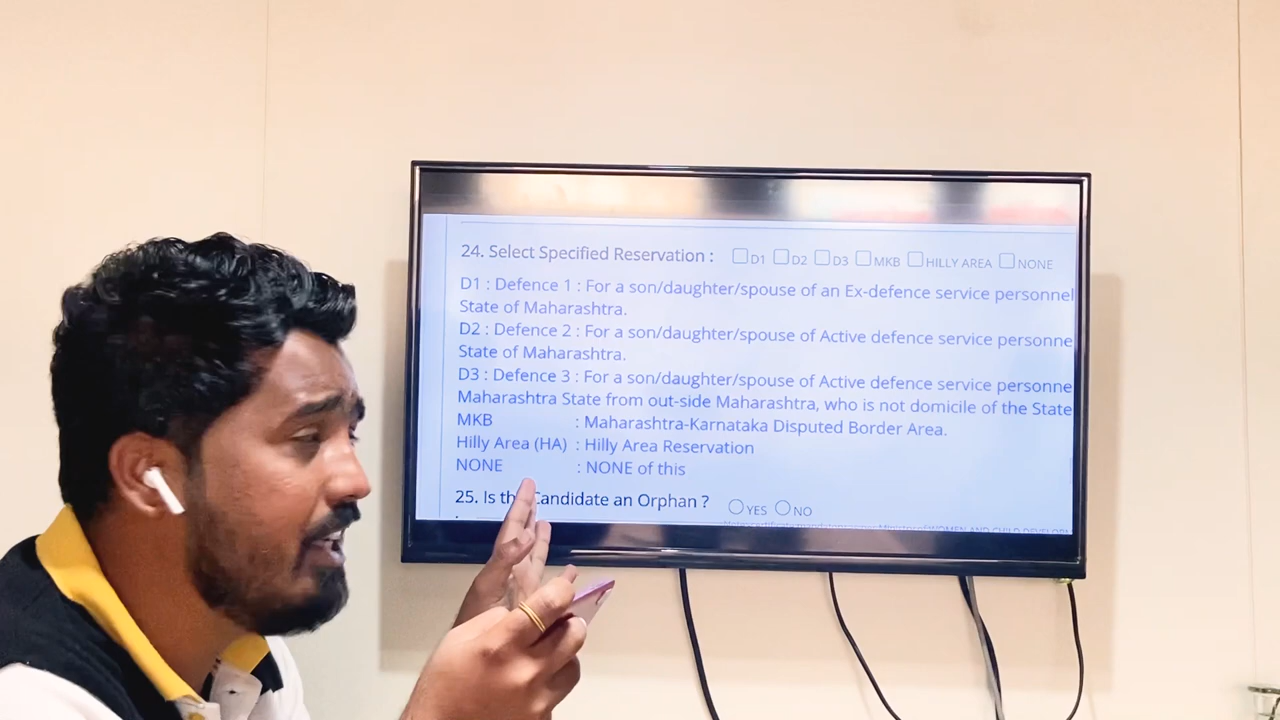 24. Select Specified Reservation : D1 D2 D3 MKB HILLY AREA NONE
D1 : Defence 1 : For a son/daughter/spouse of an Ex-defence service personnel
State of Maharashtra.
D2 : Defence 2 : For a son/daughter/spouse of Active defence service personne
State of Maharashtra.
D3 : Defence 3 : For a son/daughter/spouse of Active defence service personne
Maharashtra State from out-side Maharashtra, who is not domicile of the State
MKB : Maharashtra-Karnataka Disputed Border Area.
Hilly Area (HA) : Hilly Area Reservation
NONE : NONE of this
25. Is the Candidate an Orphan ? YES NO